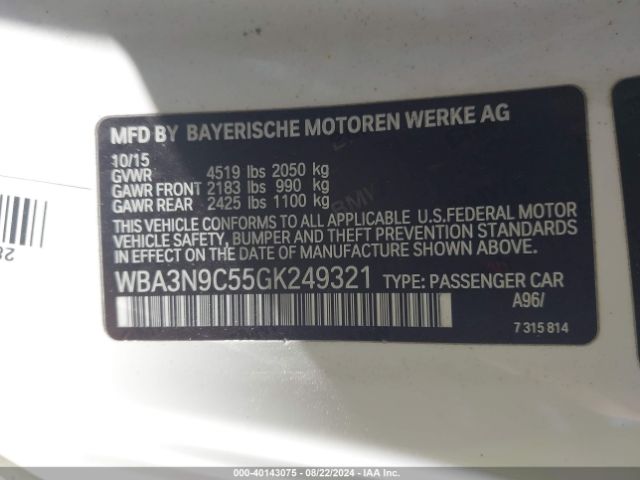 MFD BY BAYERISCHE MOTOREN WERKE AG
10/15
GVWR 4519 lbs 2050 kg
GAWR FRONT 2183 lbs 990 kg
GAWR REAR 2425 lbs 1100 kg
THIS VEHICLE CONFORMS TO ALL APPLICABLE U.S.FEDERAL MOTOR
VEHICLE SAFETY, BUMPER AND THEFT PREVENTION STANDARDS
IN EFFECT ON THE DATE OF MANUFACTURE SHOWN ABOVE.
WBA3N9C55GK249321 TYPE: PASSENGER CAR
A96/
7 315 814
000-40143075 - 08/22/2024 - IAA Inc.